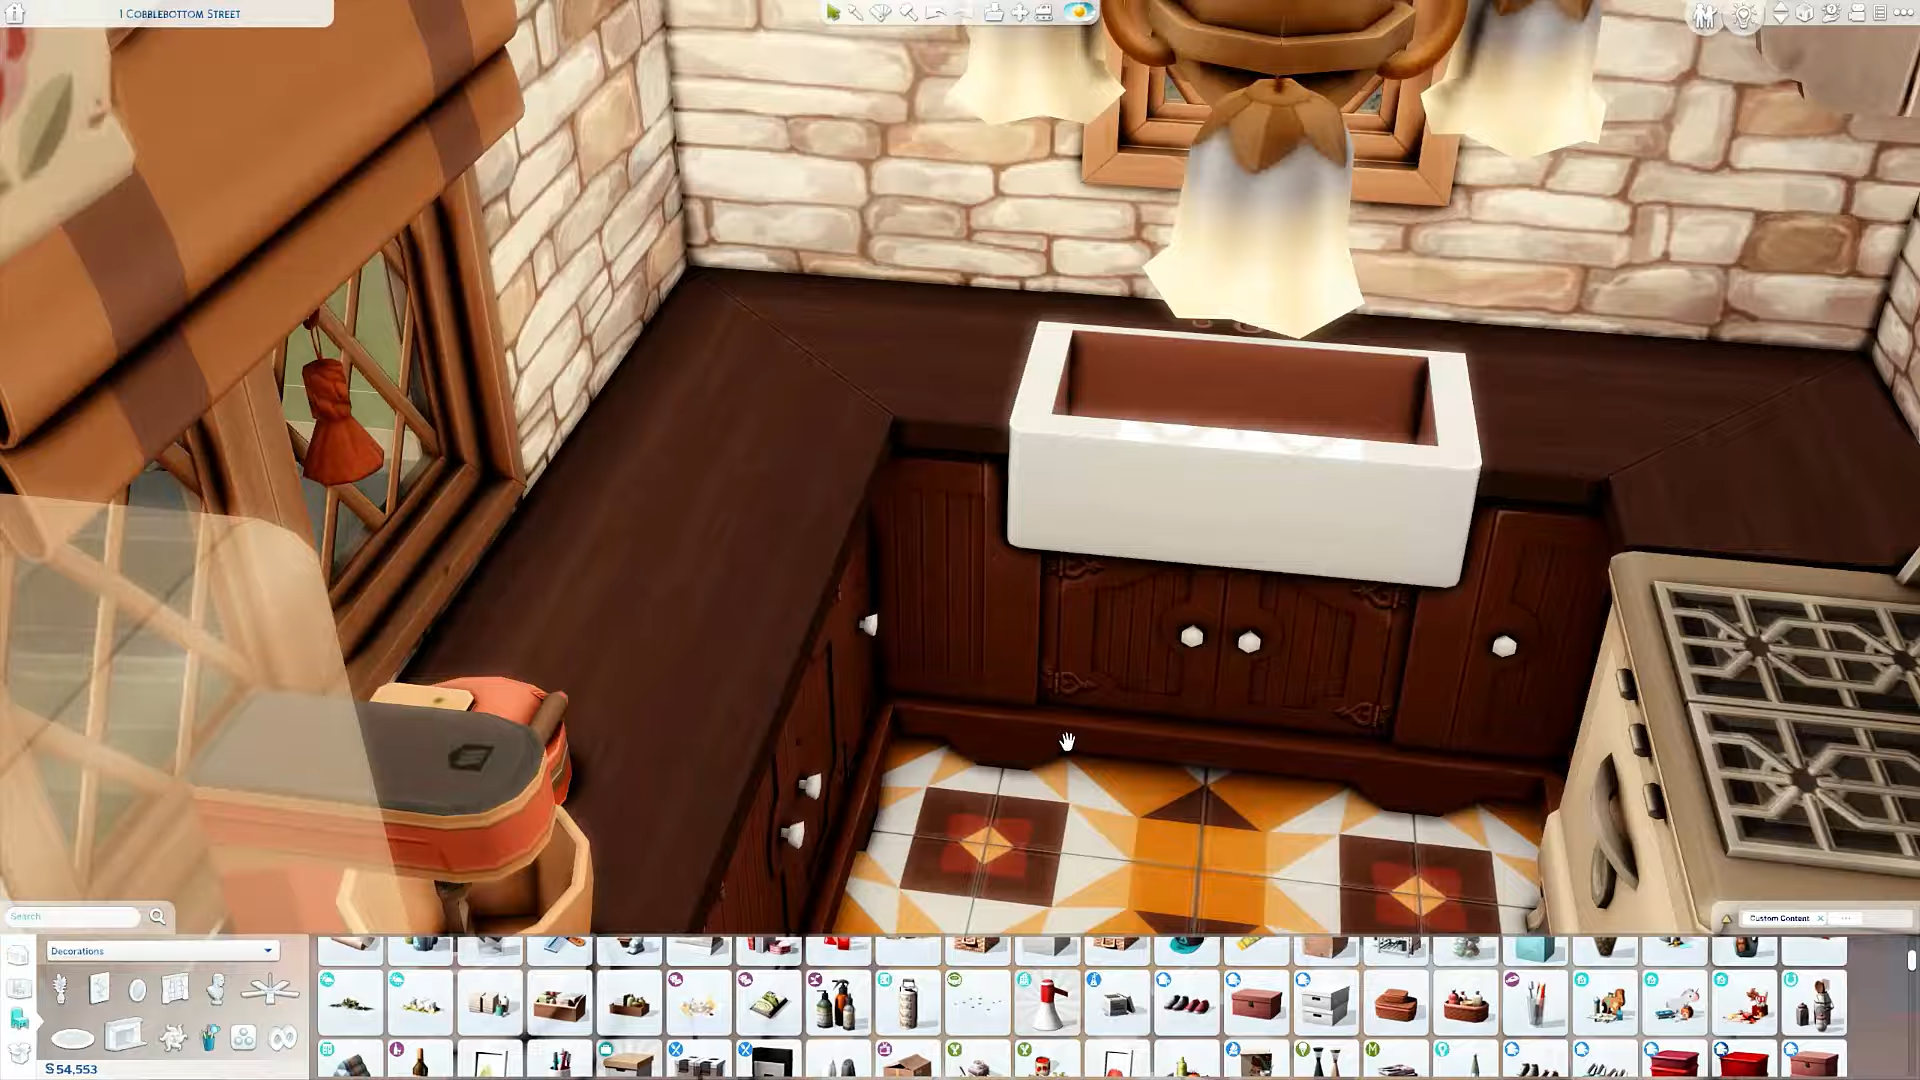 1 Cobblebottom Street
Search
Custom Content
Decorations
§54,553